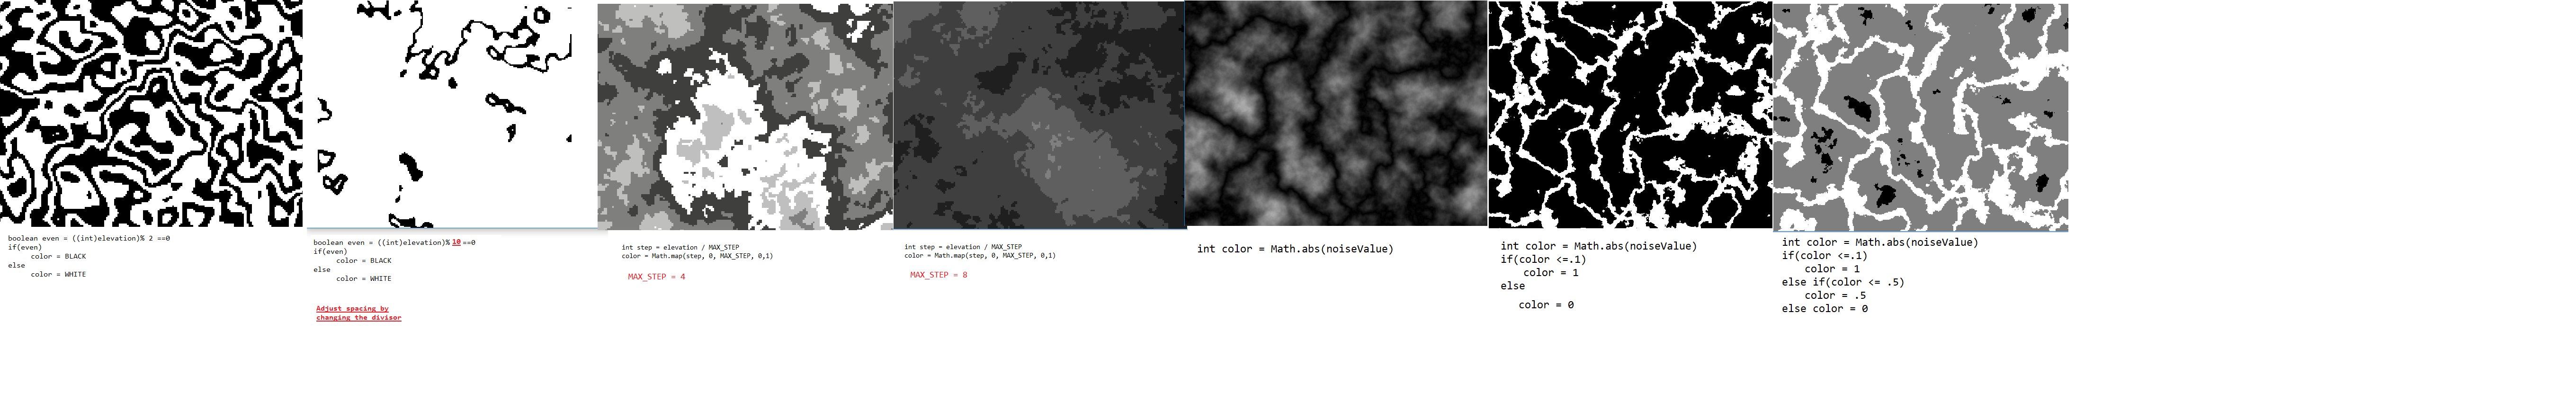 boolean even = ((int)elevation)% 2 ==0
if(even)
color = BLACK
else
color = WHITE
boolean even = ((int)elevation)% 10 ==0
if(even)
color = BLACK
else
color = WHITE
Adjust spacing by
changing the divisor
int step = elevation / MAX_STEP
color = Math.map(step, 0, MAX_STEP, 0,1)
MAX_STEP = 4
int step = elevation / MAX_STEP
color = Math.map(step, 0, MAX_STEP, 0,1)
MAX_STEP = 8
int color = Math.abs(noiseValue)
int color = Math.abs(noiseValue)
if(color <=.1)
color = 1
else
color = 0
int color = Math.abs(noiseValue)
if(color <=.1)
color = 1
else if(color <= .5)
color = .5
else color = 0